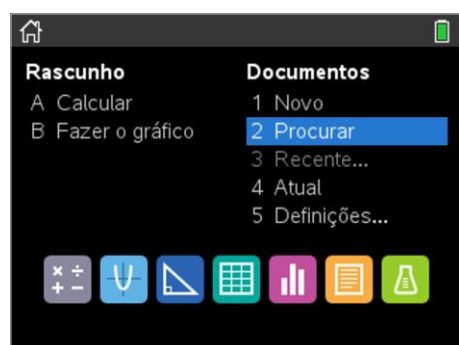 Rascunho
A Calcular
B Fazer o gráfico
Documentos
1 Novo
2 Procurar
3 Recente...
4 Atual
5 Definições...